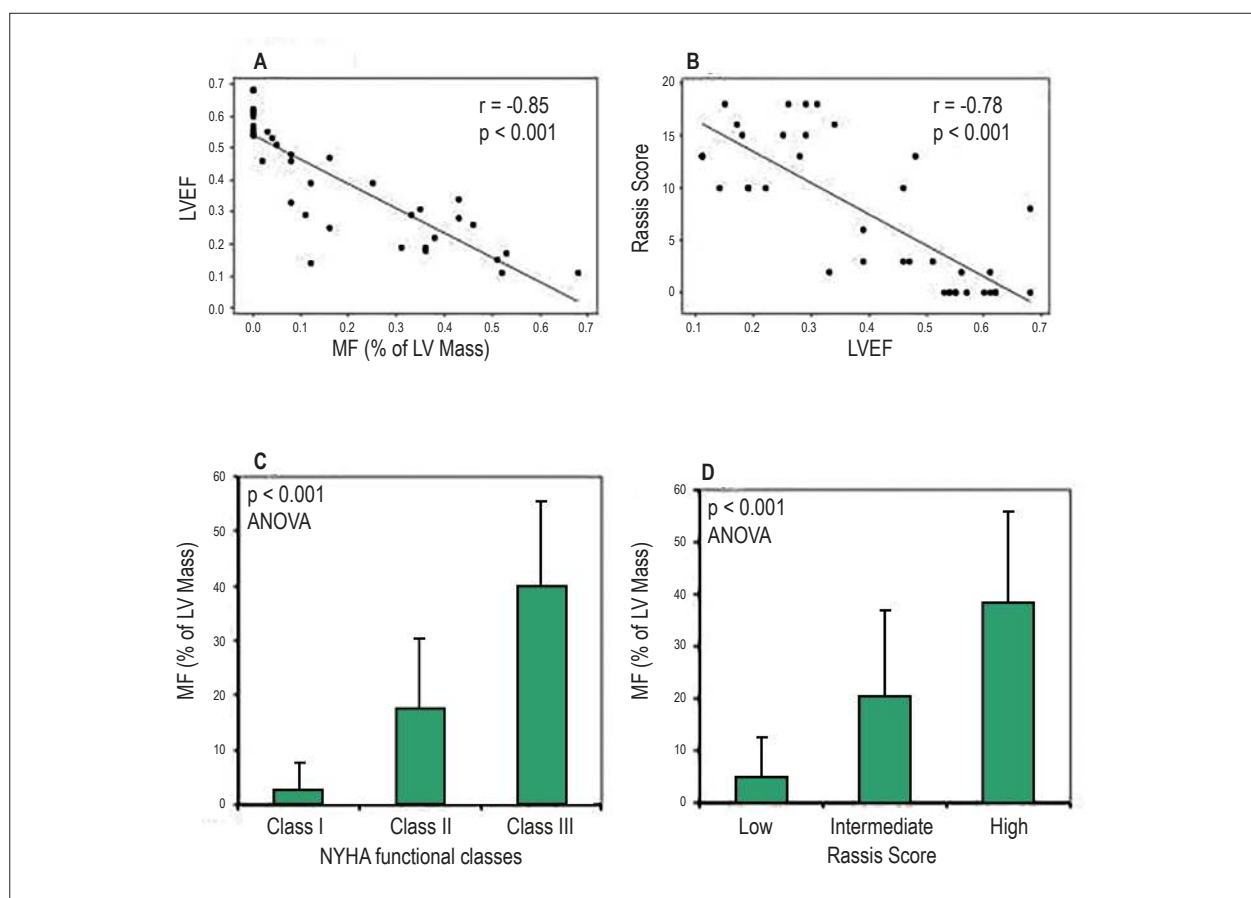 A
r = -0.85
p < 0.001
0.7
0.6
0.5
0.4
0.3
0.2
0.1
0.0
LVEF
0.0 0.1 0.2 0.3 0.4 0.5 0.6 0.7
MF (% of LV Mass)
B
r = -0.78
p < 0.001
20
15
10
5
0
Rassis Score
0.1 0.2 0.3 0.4 0.5 0.6 0.7
LVEF
C
p < 0.001
ANOVA
60
50
40
30
20
10
0
MF (% of LV Mass)
Class I Class II Class III
NYHA functional classes
D
p < 0.001
ANOVA
60
50
40
30
20
10
0
MF (% of LV Mass)
Low Intermediate High
Rassis Score